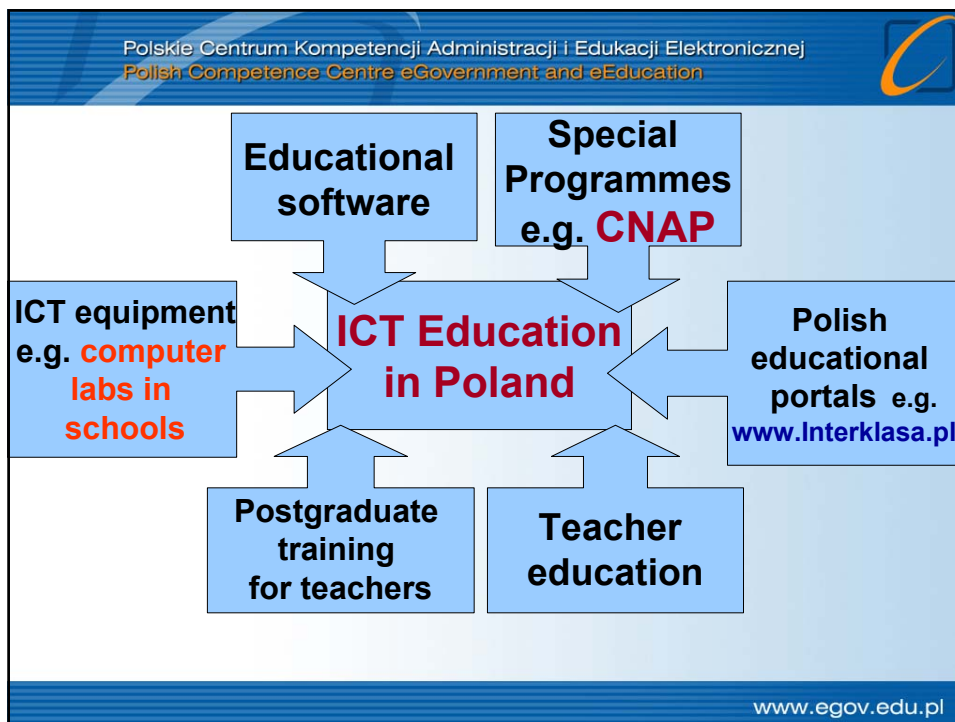 Polskie Centrum Kompetencji Administracji i Edukacji Elektronicznej
Polish Competence Centre eGovernment and eEducation
Educational
software
Special
Programmes
e.g. CNAP
ICT equipment
e.g. computer
labs in
schools
ICT Education
in Poland
Polish
educational
portals e.g.
www.Interklasa.pl
Postgraduate
training
for teachers
Teacher
education
www.egov.edu.pl